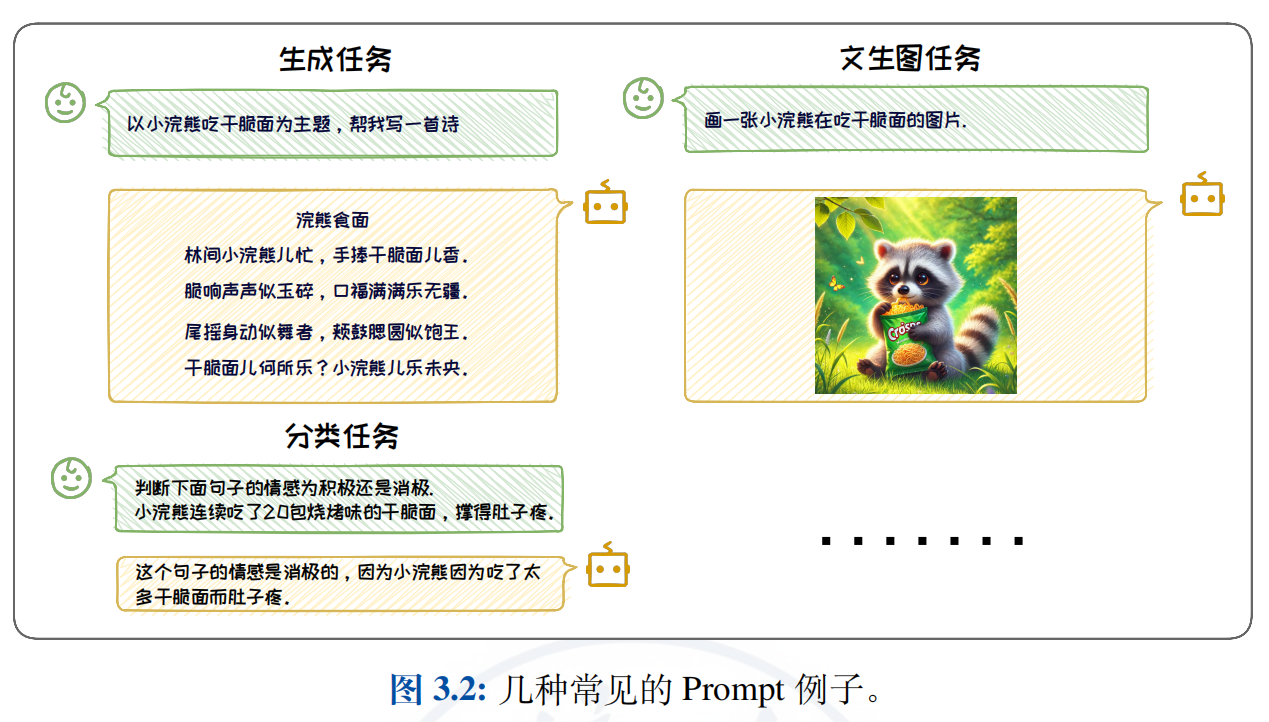 生成任务
以小浣熊吃干脆面为主题，帮我写一首诗
浣熊食面
林间小浣熊儿忙，手捧干脆面儿香.
脆响声声似玉碎，口福满满乐无疆.
尾摇身动似舞者，颊鼓腮圆似饱王.
干脆面儿何所乐？小浣熊儿乐未央.
文生图任务
画一张小浣熊在吃干脆面的图片.
分类任务
判断下面句子的情感为积极还是消极.
小浣熊连续吃了20包烧烤味的干脆面，撑得肚子疼.
这个句子的情感是消极的，因为小浣熊因为吃了太
多干脆面而肚子疼.
.......
图 3.2: 几种常见的 Prompt 例子。